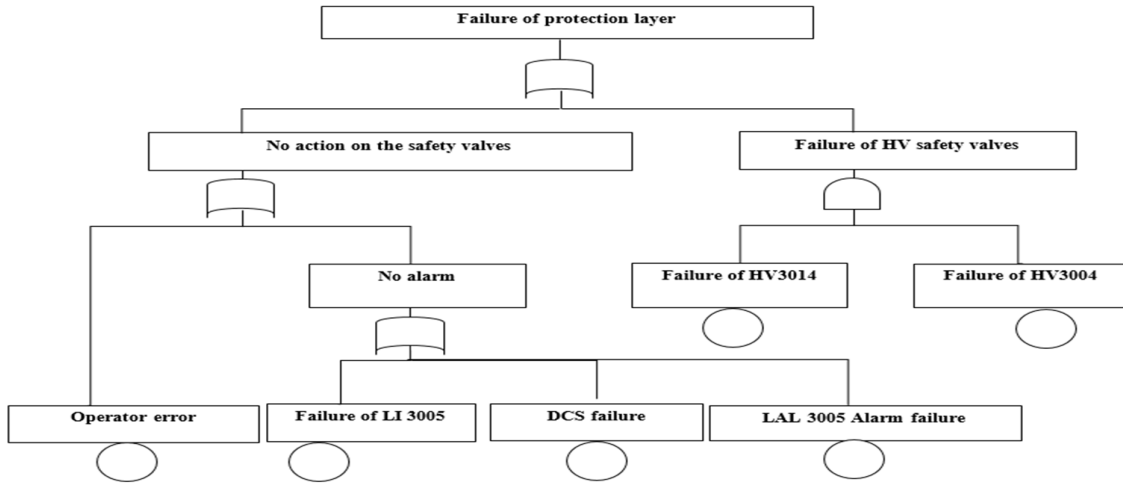 Failure of protection layer
No action on the safety valves
Failure of HV safety valves
No alarm
Failure of HV3014
Failure of HV3004
Operator error
Failure of LI 3005
DCS failure
LAL 3005 Alarm failure